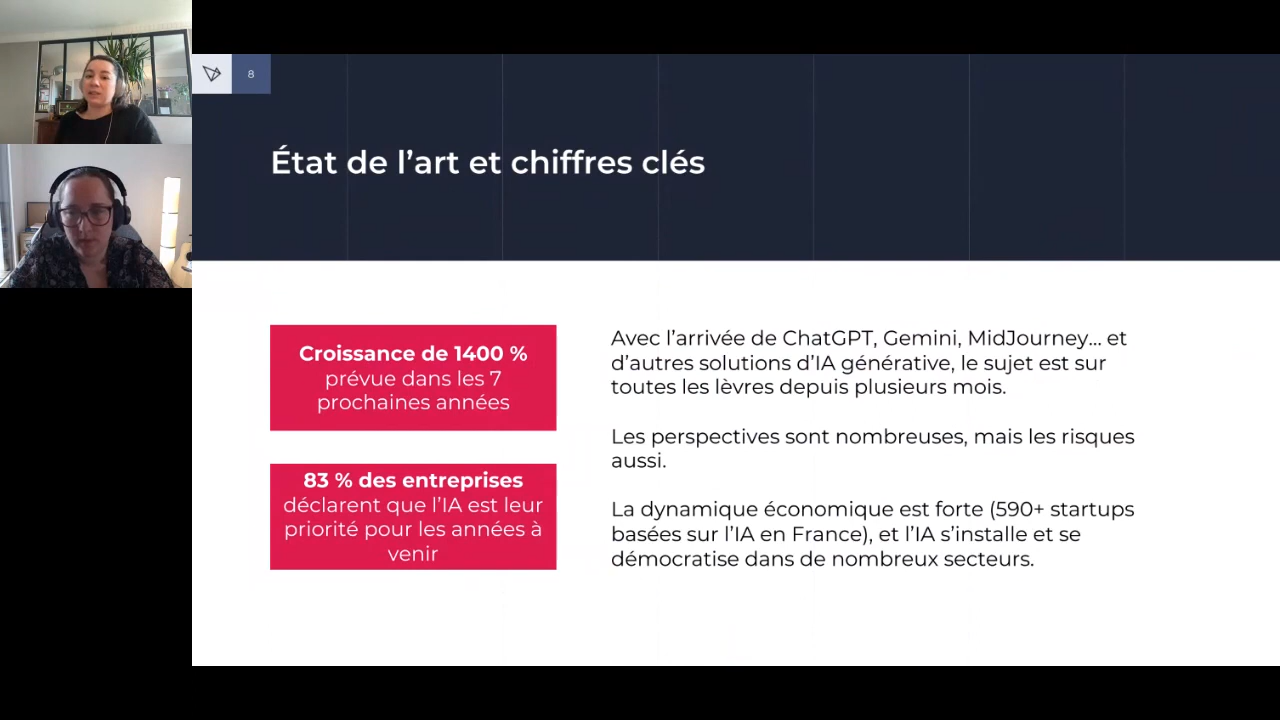 8
État de l’art et chiffres clés
Croissance de 1400 %
prévue dans les 7
prochaines années
83 % des entreprises
déclarent que l’IA est leur
priorité pour les années à
venir
Avec l’arrivée de ChatGPT, Gemini, MidJourney... et
d’autres solutions d’IA générative, le sujet est sur
toutes les lèvres depuis plusieurs mois.
Les perspectives sont nombreuses, mais les risques
aussi.
La dynamique économique est forte (590+ startups
basées sur l’IA en France), et l’IA s’installe et se
démocratise dans de nombreux secteurs.